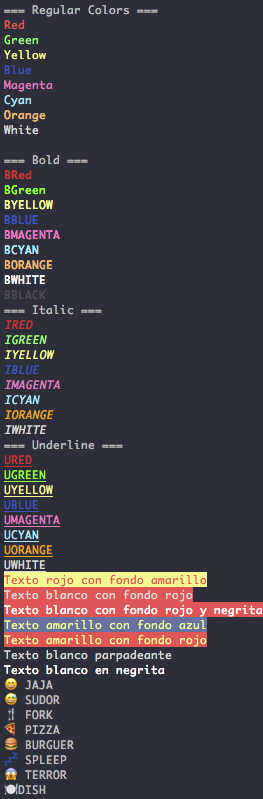 === Regular Colors ===
Red
Green
Yellow
Blue
Magenta
Cyan
Orange
White
=== Bold ===
BRed
BGreen
BYELLOW
BBLUE
BMAGENTA
BCYAN
BORANGE
BWHITE
BBLACK
=== Italic ===
IRED
IGREEN
IYELLOW
IBLUE
IMAGENTA
ICYAN
IORANGE
IWHITE
=== Underline ===
URED
UGREEN
UYELLOW
UBLUE
UMAGENTA
UCYAN
UORANGE
UWHITE
Texto rojo con fondo amarillo
Texto blanco con fondo rojo
Texto blanco con fondo rojo y negrita
Texto amarillo con fondo azul
Texto amarillo con fondo rojo
Texto blanco parpadeante
Texto blanco en negrita
😄 JAJA
😅 SUDOR
🍴 FORK
🍕 PIZZA
🍔 BURGUER
💤 SPLEEP
😱 TERROR
🍽DISH